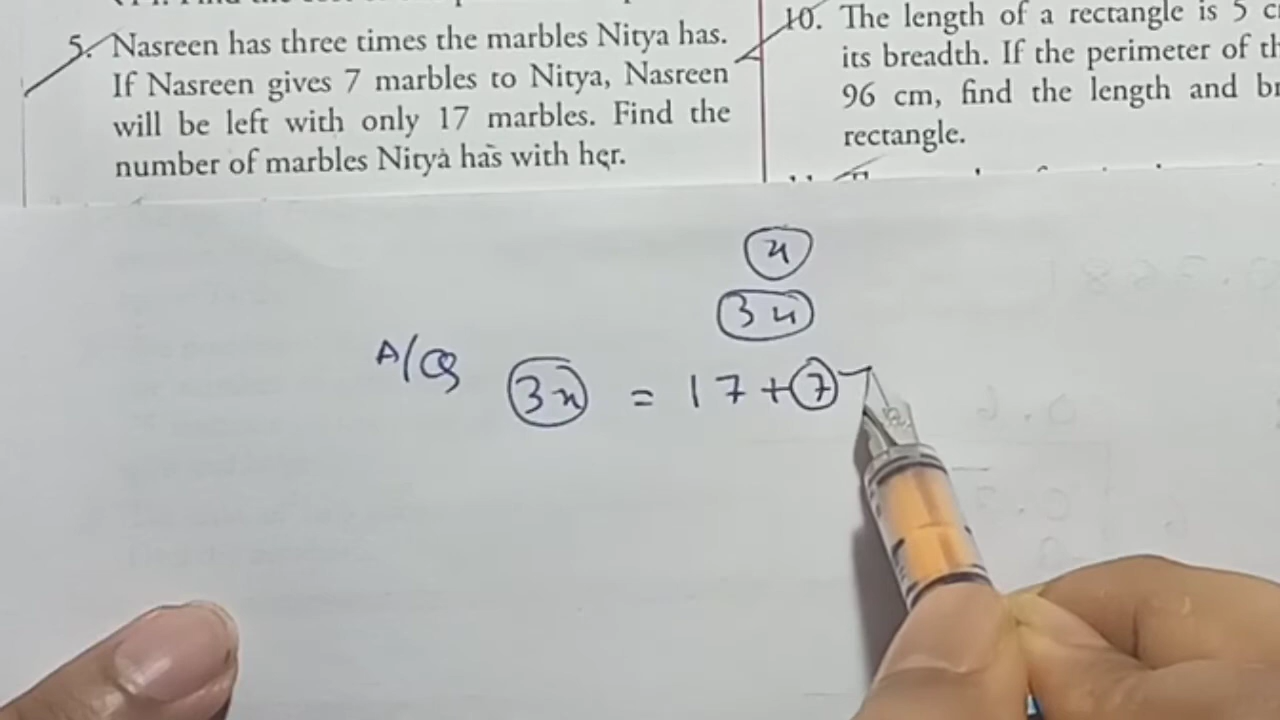 5. Nasreen has three times the marbles Nitya has.
If Nasreen gives 7 marbles to Nitya, Nasreen
will be left with only 17 marbles. Find the
number of marbles Nitya has with her.
10. The length of a rectangle is 5 c
its breadth. If the perimeter of th
96 cm, find the length and br
rectangle.
x
3x
A/Q 3x = 17 + 7